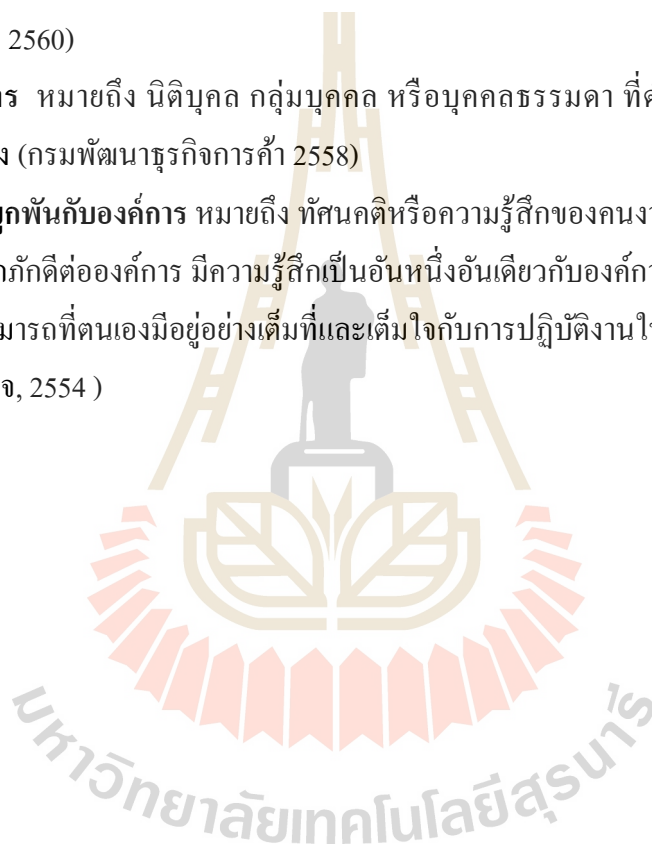 2560)
ร หมายถึง นิติบุคล กลุ่มบุคคล หรือบุคคลธรรมดา ที่ด
ง (กรมพัฒนาธุรกิจการค้า 2558)
ูกพันกับองค์การ หมายถึง ทัศนคติหรือความรู้สึกของคนงา
ภักดีต่อองค์การ มีความรู้สึกเป็นอันหนึ่งอันเดียวกับองค์กา
มารถที่ตนเองมีอยู่อย่างเต็มที่และเต็มใจกับการปฏิบัติงานใ
จ, 2554 )
มหาวิทยาลัยเทคโนโลยีสุรนารี